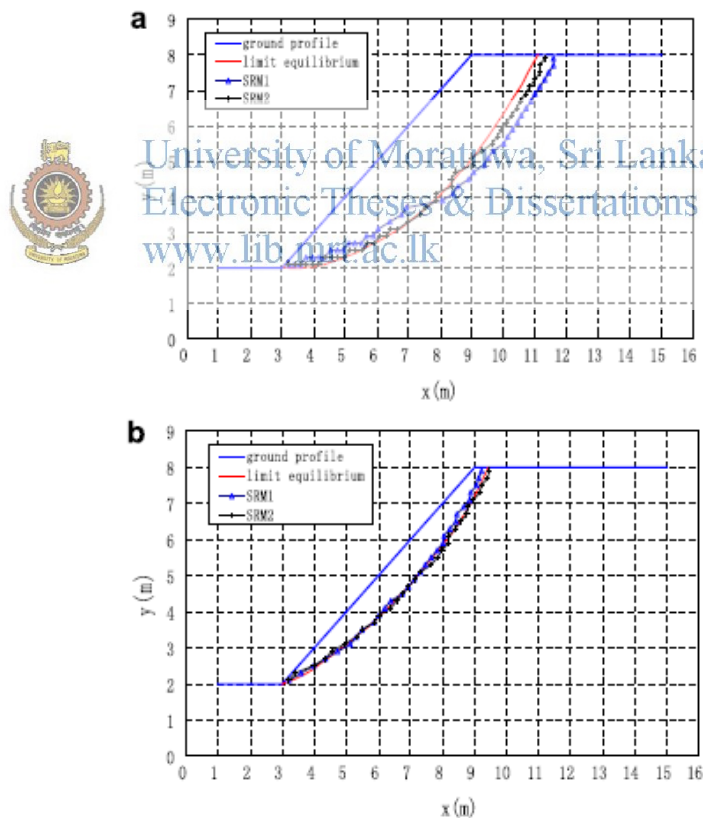 a
9
8
7
6
5
4
3
2
1
0
y(m)
ground profile
limit equilibrium
SRM1
SRM2
University of Moratuwa, Sri Lanka
Electronic Theses & Dissertations
www.lib.mrt.ac.lk
0 1 2 3 4 5 6 7 8 9 10 11 12 13 14 15 16
x(m)
b
9
8
7
6
5
4
3
2
1
0
y(m)
ground profile
limit equilibrium
SRM1
SRM2
0 1 2 3 4 5 6 7 8 9 10 11 12 13 14 15 16
x(m)